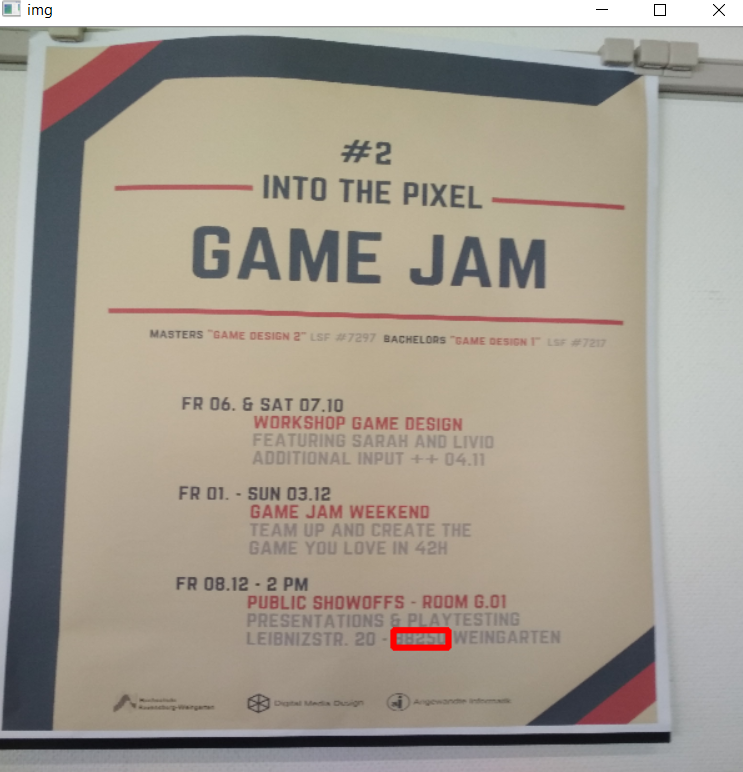 img
#2
INTO THE PIXEL
GAME JAM
MASTERS "GAME DESIGN 2" LSF #7297 BACHELORS "GAME DESIGN 1" LSF #7217
FR 06. & SAT 07.10
WORKSHOP GAME DESIGN
FEATURING SARAH AND LIVIO
ADDITIONAL INPUT ++ 04.11
FR 01. - SUN 03.12
GAME JAM WEEKEND
TEAM UP AND CREATE THE
GAME YOU LOVE IN 42H
FR 08.12 - 2 PM
PUBLIC SHOWOFFS - ROOM G.01
PRESENTATIONS & PLAYTESTING
LEIBNIZSTR. 20 - 88250 WEINGARTEN
Hochschule
Ravensburg-Weingarten
Digital Media Design
Angewandte Informatik